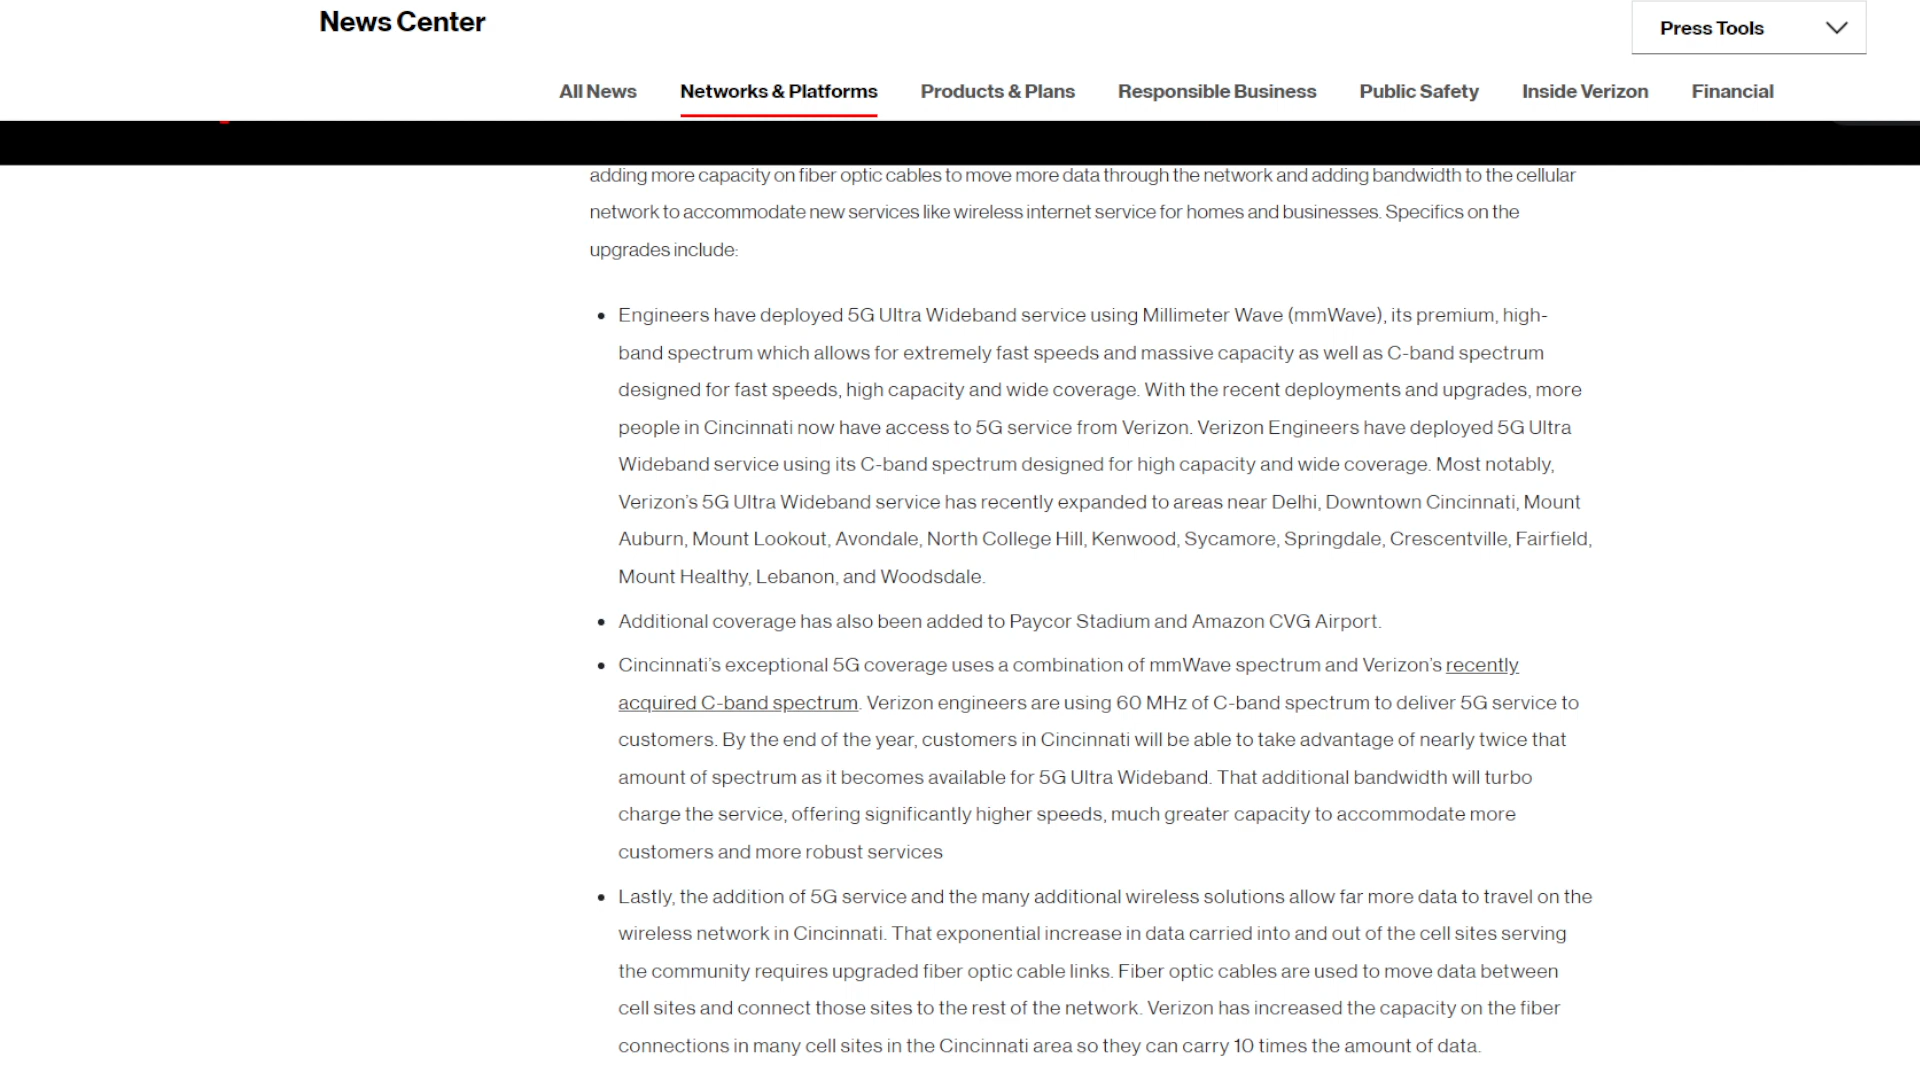 News Center
Press Tools
All News Networks & Platforms Products & Plans Responsible Business Public Safety Inside Verizon Financial
adding more capacity on fiber optic cables to move more data through the network and adding bandwidth to the cellular
network to accommodate new services like wireless internet service for homes and businesses. Specifics on the
upgrades include:
• Engineers have deployed 5G Ultra Wideband service using Millimeter Wave (mmWave), its premium, high-
band spectrum which allows for extremely fast speeds and massive capacity as well as C-band spectrum
designed for fast speeds, high capacity and wide coverage. With the recent deployments and upgrades, more
people in Cincinnati now have access to 5G service from Verizon. Verizon Engineers have deployed 5G Ultra
Wideband service using its C-band spectrum designed for high capacity and wide coverage. Most notably,
Verizon’s 5G Ultra Wideband service has recently expanded to areas near Delhi, Downtown Cincinnati, Mount
Auburn, Mount Lookout, Avondale, North College Hill, Kenwood, Sycamore, Springdale, Crescentville, Fairfield,
Mount Healthy, Lebanon, and Woodsdale.
• Additional coverage has also been added to Paycor Stadium and Amazon CVG Airport.
• Cincinnati’s exceptional 5G coverage uses a combination of mmWave spectrum and Verizon’s recently
acquired C-band spectrum. Verizon engineers are using 60 MHz of C-band spectrum to deliver 5G service to
customers. By the end of the year, customers in Cincinnati will be able to take advantage of nearly twice that
amount of spectrum as it becomes available for 5G Ultra Wideband. That additional bandwidth will turbo
charge the service, offering significantly higher speeds, much greater capacity to accommodate more
customers and more robust services
• Lastly, the addition of 5G service and the many additional wireless solutions allow far more data to travel on the
wireless network in Cincinnati. That exponential increase in data carried into and out of the cell sites serving
the community requires upgraded fiber optic cable links. Fiber optic cables are used to move data between
cell sites and connect those sites to the rest of the network. Verizon has increased the capacity on the fiber
connections in many cell sites in the Cincinnati area so they can carry 10 times the amount of data.